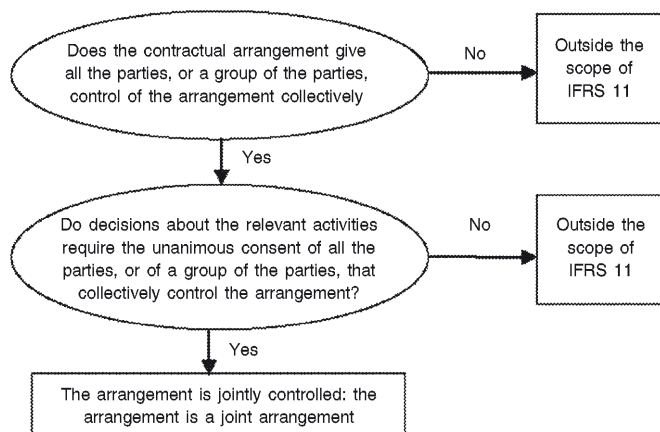 Does the contractual arrangement give
all the parties, or a group of the parties,
control of the arrangement collectively
No
Outside the
scope of
IFRS 11
Yes
Do decisions about the relevant activities
require the unanimous consent of all the
parties, or of a group of the parties, that
collectively control the arrangement?
No
Outside the
scope of
IFRS 11
Yes
The arrangement is jointly controlled: the
arrangement is a joint arrangement